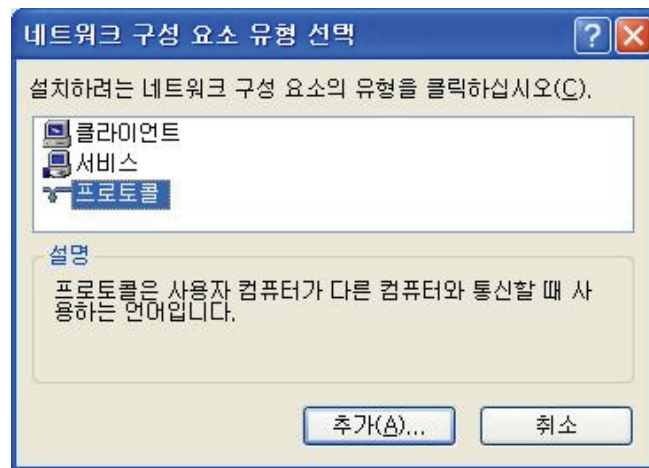 네트워크 구성 요소 유형 선택
설치하려는 네트워크 구성 요소의 유형을 클릭하십시오(C).
클라이언트
서비스
프로토콜
설명
프로토콜은 사용자 컴퓨터가 다른 컴퓨터와 통신할 때 사
용하는 언어입니다.
추가(A)... 취소